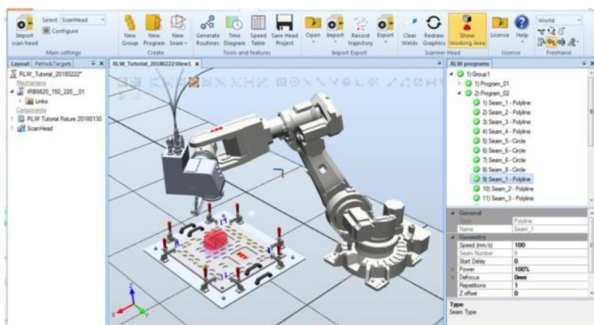 Select ScanHead
Configure
Import
scan head
New
Group
New
Program
New
Seam
Generate
Routines
Time
Diagram
Speed
Table
Save Head
Project
Open
Import
Record
trajectory
Export
Clear
Welds
Redraw
Graphics
Show
Working Area
License
Help
World
Main settings
Create
Tools and features
Import Export
Scanner Head
License
Freehand
Layout Paths&Targets
RLW_Tutorial_20180222:View1
RLW programs
RLW_Tutorial_20180222*
Mechanisms
IRB6620_150_220__01
Links
Components
RLW Tutorial Fixture 20180130
ScanHead
1) Group1
1) Program_01
2) Program_02
1) Seam_1 - Polyline
2) Seam_2 - Polyline
3) Seam_3 - Polyline
4) Seam_4 - Polyline
5) Seam_5 - Circle
6) Seam_6 - Circle
7) Seam_6 - Circle
8) Seam_8 - Circle
9) Seam_1 - Polyline
10) Seam_2 - Polyline
11) Seam_3 - Polyline
General
Type Polyline
Name Seam_1
Geometry
Speed (mm/s) 100
Seam Number
Start Delay 0
Power 100%
Defocus 0mm
Repetitions 1
Z offset 0
Type
Seam Type